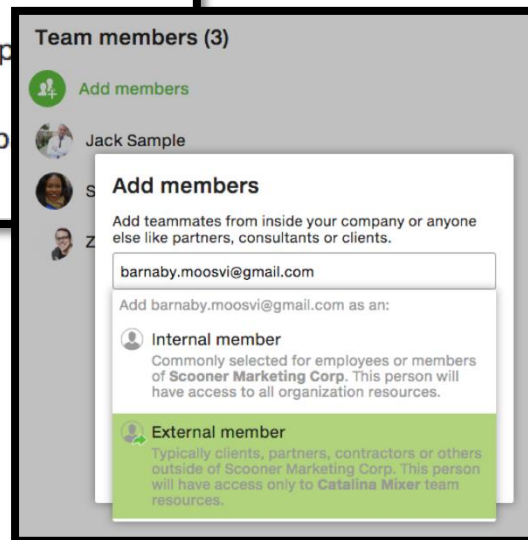 Team members (3)
Add members
Jack Sample
S
Z
Add members
Add teammates from inside your company or anyone
else like partners, consultants or clients.
barnaby.moosvi@gmail.com
Add barnaby.moosvi@gmail.com as an:
Internal member
Commonly selected for employees or members
of Scooner Marketing Corp. This person will
have access to all organization resources.
External member
Typically clients, partners, contractors or others
outside of Scooner Marketing Corp. This person
will have access only to Catalina Mixer team
resources.